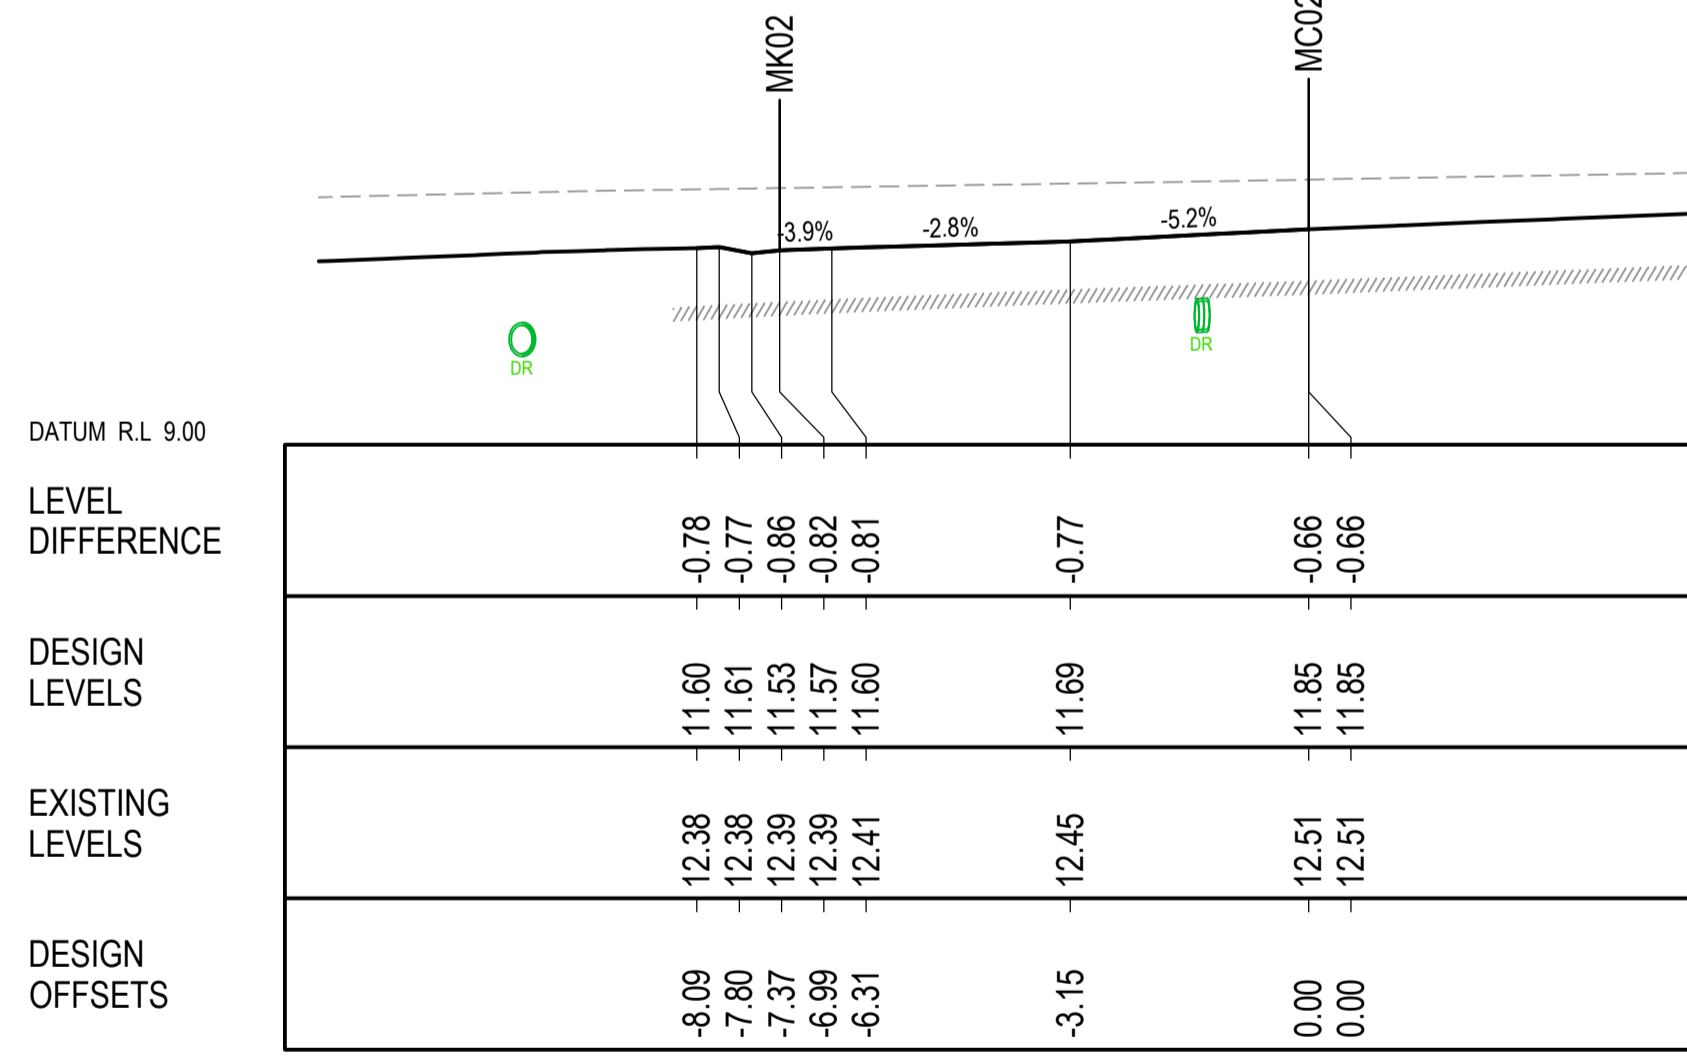 MK02
MC02
-3.9%
-2.8%
-5.2%
DR
DR
DATUM R.L 9.00
LEVEL
DIFFERENCE
-0.78
-0.77
-0.86
-0.82
-0.81
-0.77
-0.66
-0.66
DESIGN
LEVELS
11.60
11.61
11.53
11.57
11.60
11.69
11.85
11.85
EXISTING
LEVELS
12.38
12.38
12.39
12.39
12.41
12.45
12.51
12.51
DESIGN
OFFSETS
-8.09
-7.80
-7.37
-6.99
-6.31
-3.15
0.00
0.00